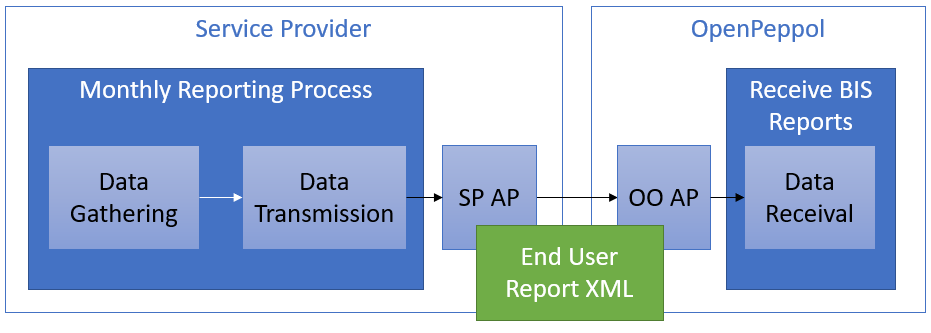 Service Provider
OpenPeppol
Monthly Reporting Process
Receive BIS
Reports
Data
Gathering
Data
Transmission
SP AP
OO AP
Data
Receival
End User
Report XML